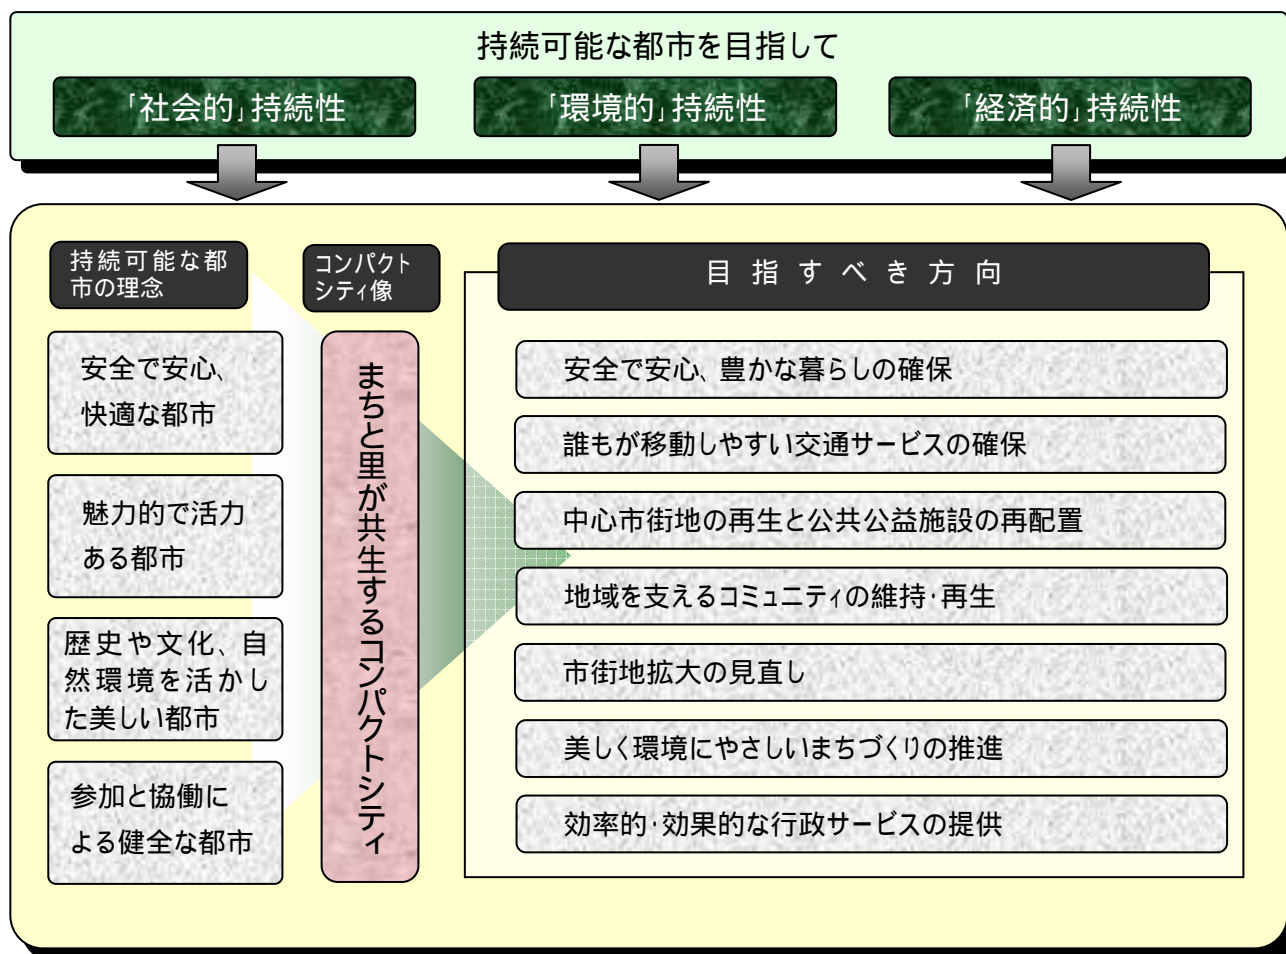 持続可能な都市を目指して
「社会的」持続性
「環境的」持続性
「経済的」持続性
持続可能な都
市の理念
コンパクト
シティ像
目指すべき方向
安全で安心、
快適な都市
魅力的で活力
ある都市
歴史や文化、自
然環境を活かし
た美しい都市
参加と協働に
よる健全な都市
まちと里が共生するコンパクトシティ
安全で安心、豊かな暮らしの確保
誰もが移動しやすい交通サービスの確保
中心市街地の再生と公共公益施設の再配置
地域を支えるコミュニティの維持・再生
市街地拡大の見直し
美しく環境にやさしいまちづくりの推進
効率的・効果的な行政サービスの提供